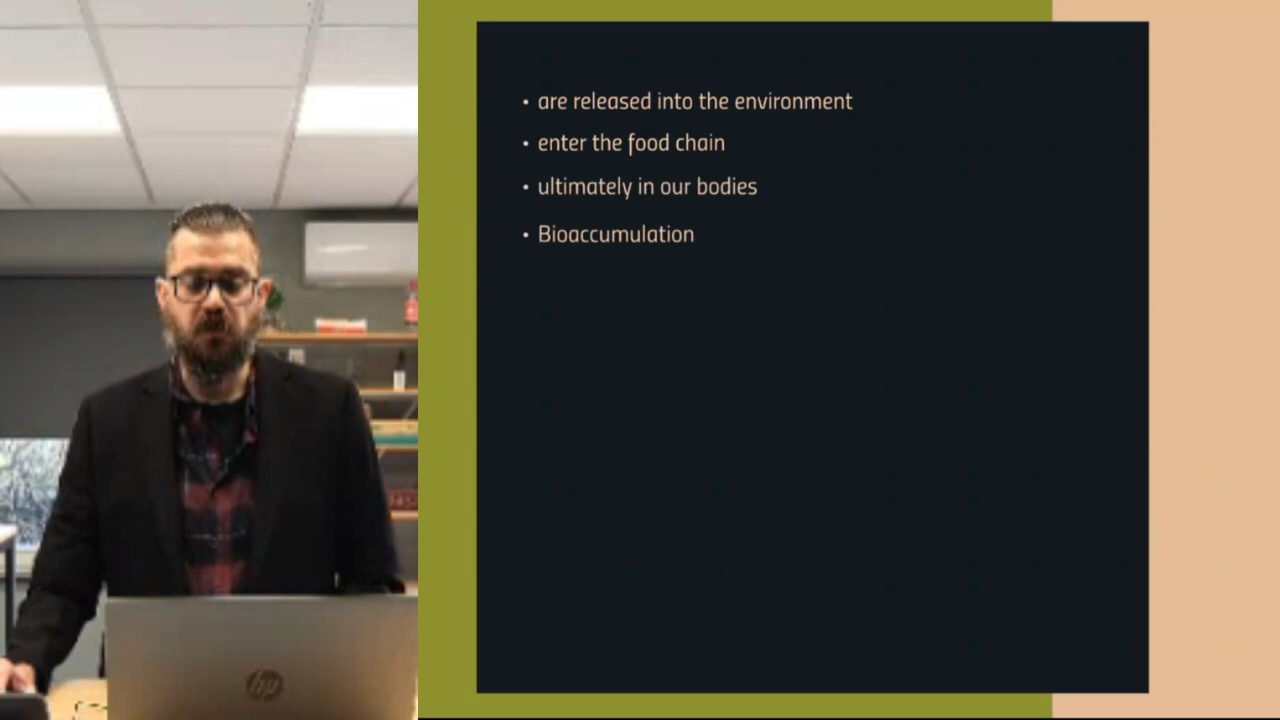 • are released into the environment
• enter the food chain
• ultimately in our bodies
• Bioaccumulation
hp